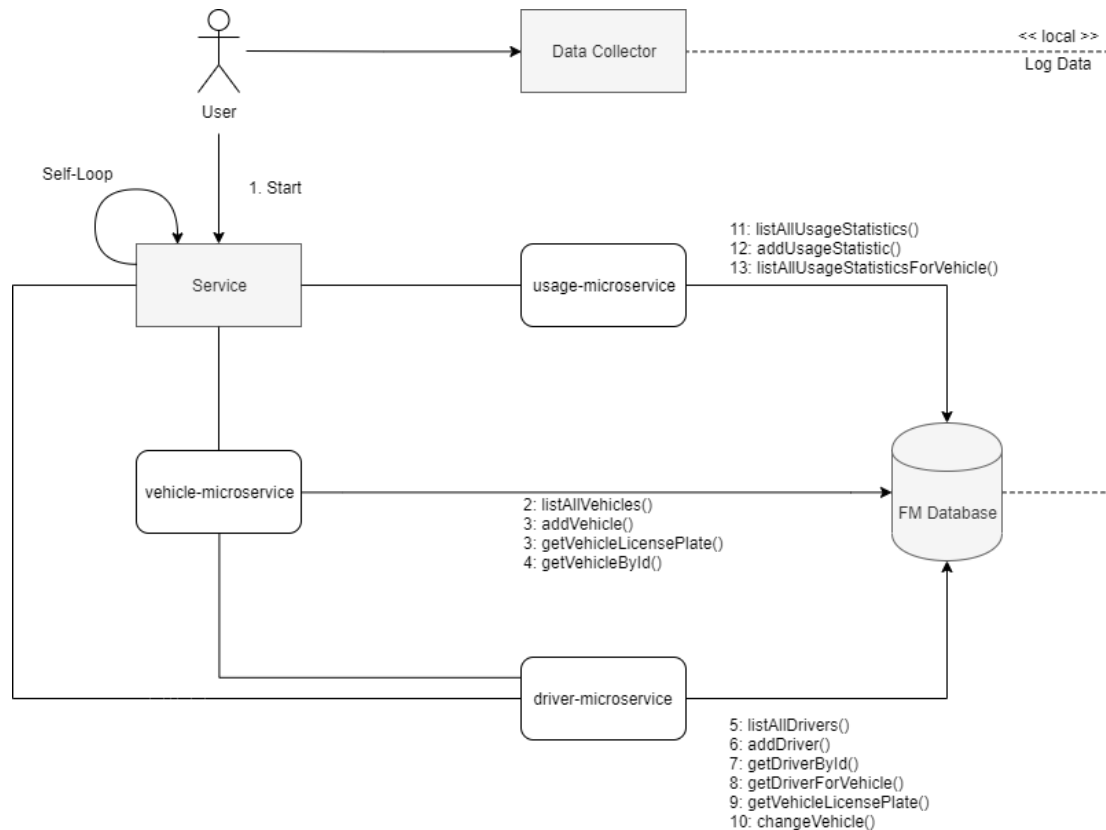 << local >>
Data Collector
Log Data
User
Self-Loop
1. Start
11: listAllUsageStatistics()
12: addUsageStatistic()
13: listAllUsageStatisticsForVehicle()
Service
usage-microservice
vehicle-microservice
2: listAllVehicles()
3: addVehicle()
3: getVehicleLicensePlate()
4: getVehicleById()
FM Database
driver-microservice
5: listAllDrivers()
6: addDriver()
7: getDriverById()
8: getDriverForVehicle()
9: getVehicleLicensePlate()
10: changeVehicle()